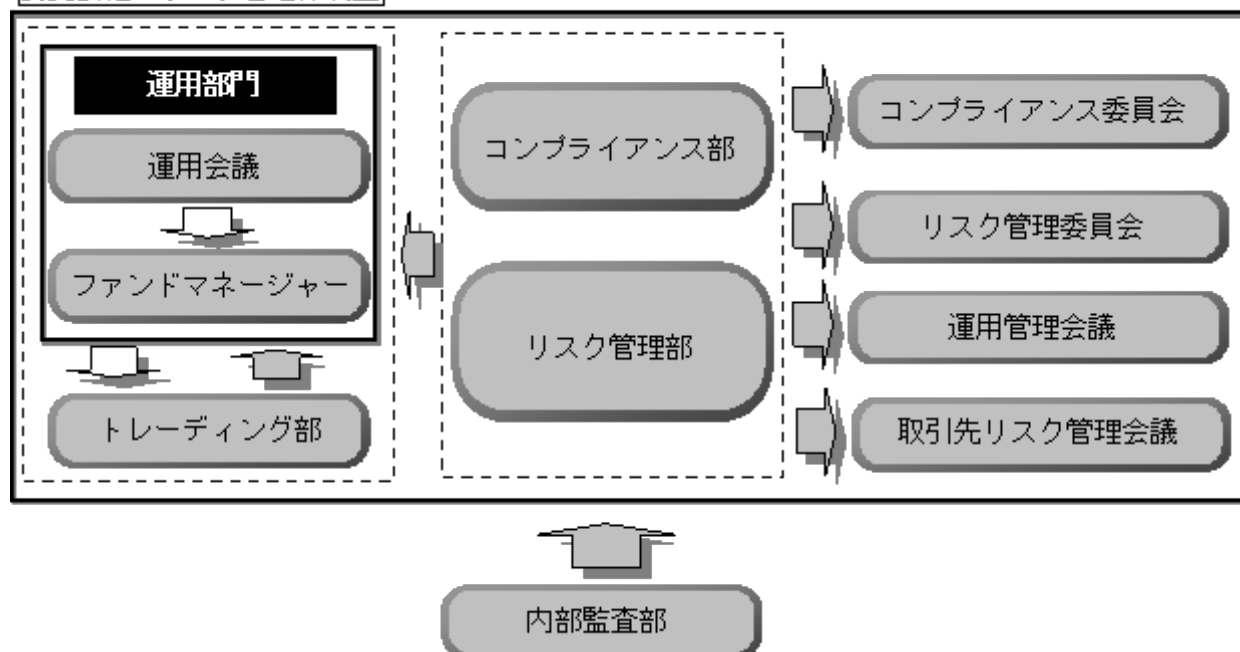 運用部門
運用会議
ファンドマネージャー
トレーディング部
コンプライアンス部
リスク管理部
コンプライアンス委員会
リスク管理委員会
運用管理会議
取引先リスク管理会議
内部監査部